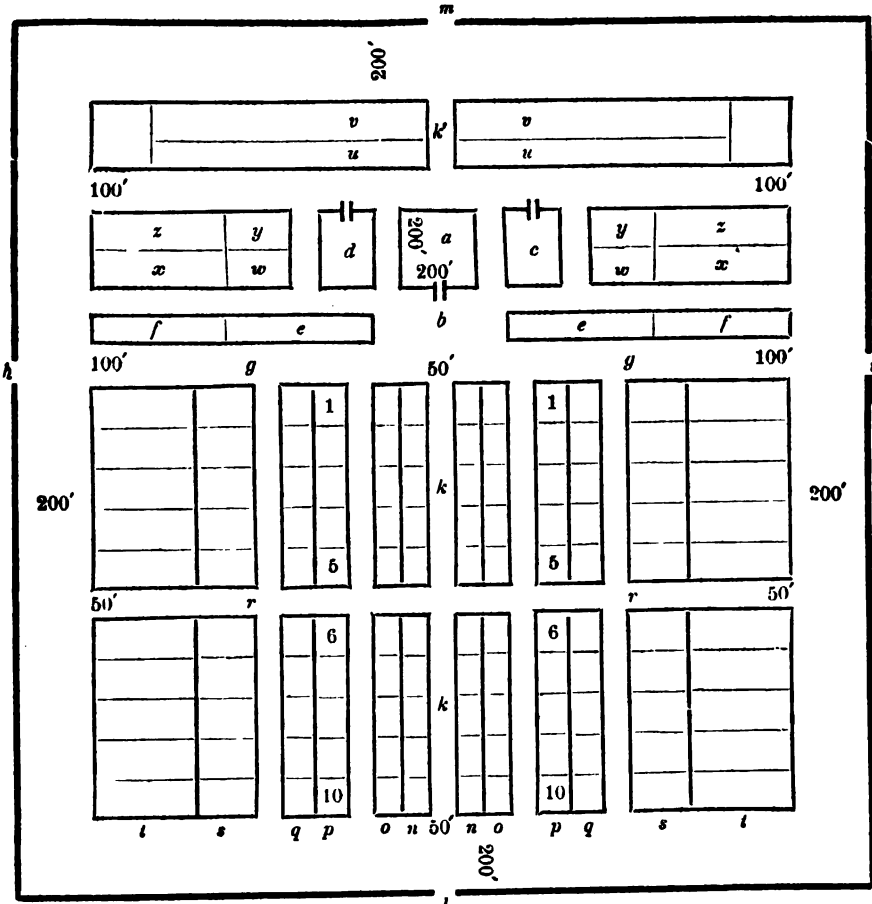 m
200′
v k′ v
u u
100′ 100′
z y d 200′ a c y z
x w 200′ w x
f e b e f
h 100′ g 50′ g 100′
1 1
200′ k 200′
5 5
50′ r r 50′
6 6
k
10 10
t s q p o n 50′ n o p q s t
200′